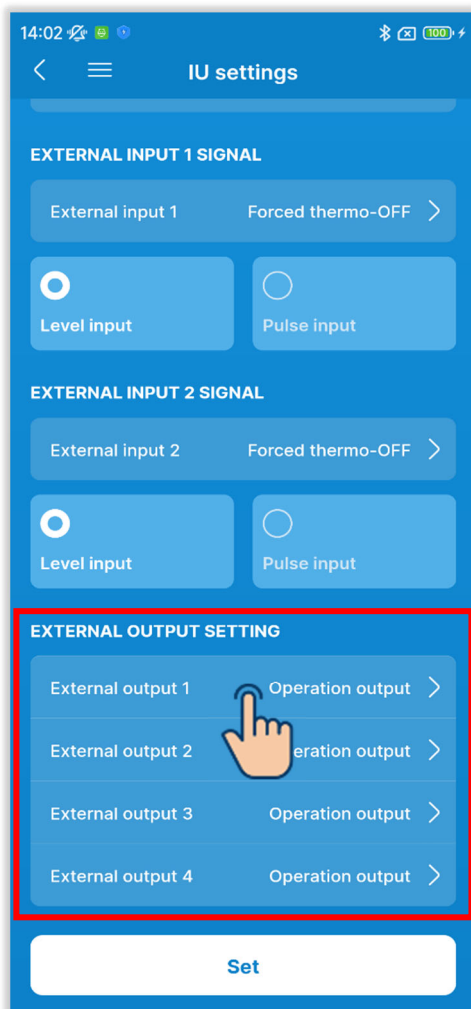 14:02 100
IU settings
EXTERNAL INPUT 1 SIGNAL
External input 1 Forced thermo-OFF
Level input Pulse input
EXTERNAL INPUT 2 SIGNAL
External input 2 Forced thermo-OFF
Level input Pulse input
EXTERNAL OUTPUT SETTING
External output 1 Operation output
External output 2 eration output
External output 3 Operation output
External output 4 Operation output
Set